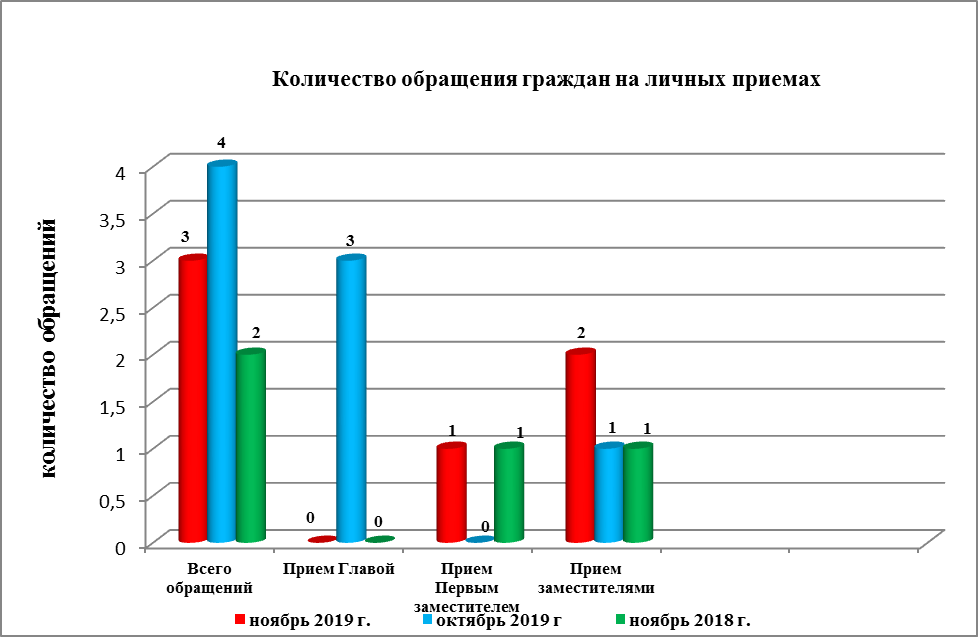 Количество обращения граждан на личных приемах
количество обращений
4
3,5
3
2,5
2
1,5
1
0,5
0
3
4
2
0
3
0
1
0
1
2
1
1
Всего
обращений
Прием Главой
Прием
Первым
заместителем
Прием
заместителями
ноябрь 2019 г.
октябрь 2019 г
ноябрь 2018 г.